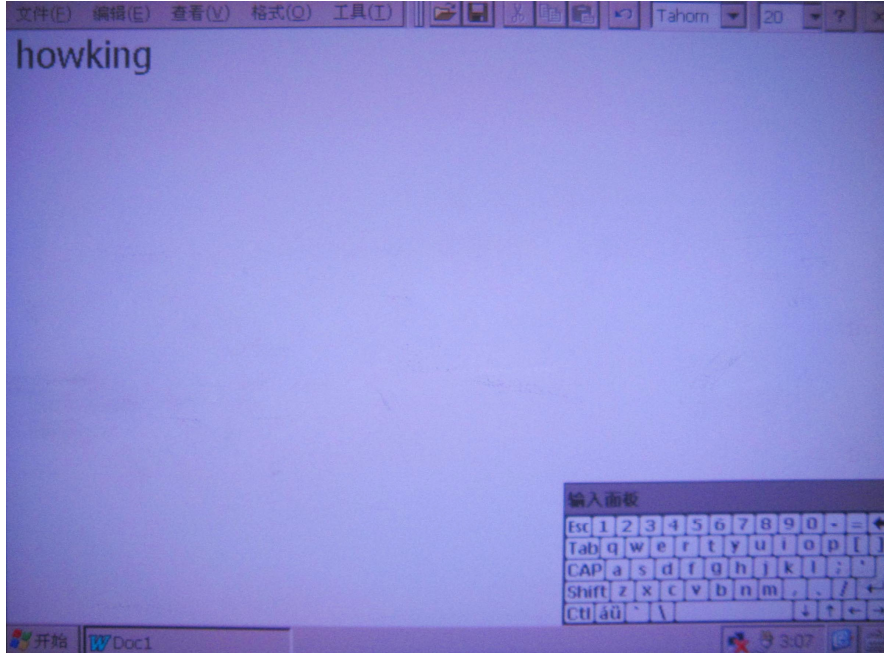 文件(F) 编辑(E) 查看(V) 格式(O) 工具(T) Tahom 20 ? ×
howking
输入面板
Esc 1 2 3 4 5 6 7 8 9 0 - =
Tab q w e r t y u i o p [ ]
CAP a s d f g h j k l ; '
Shift z x c v b n m , . /
Ctl áü ` \
开始 Doc1 3:07